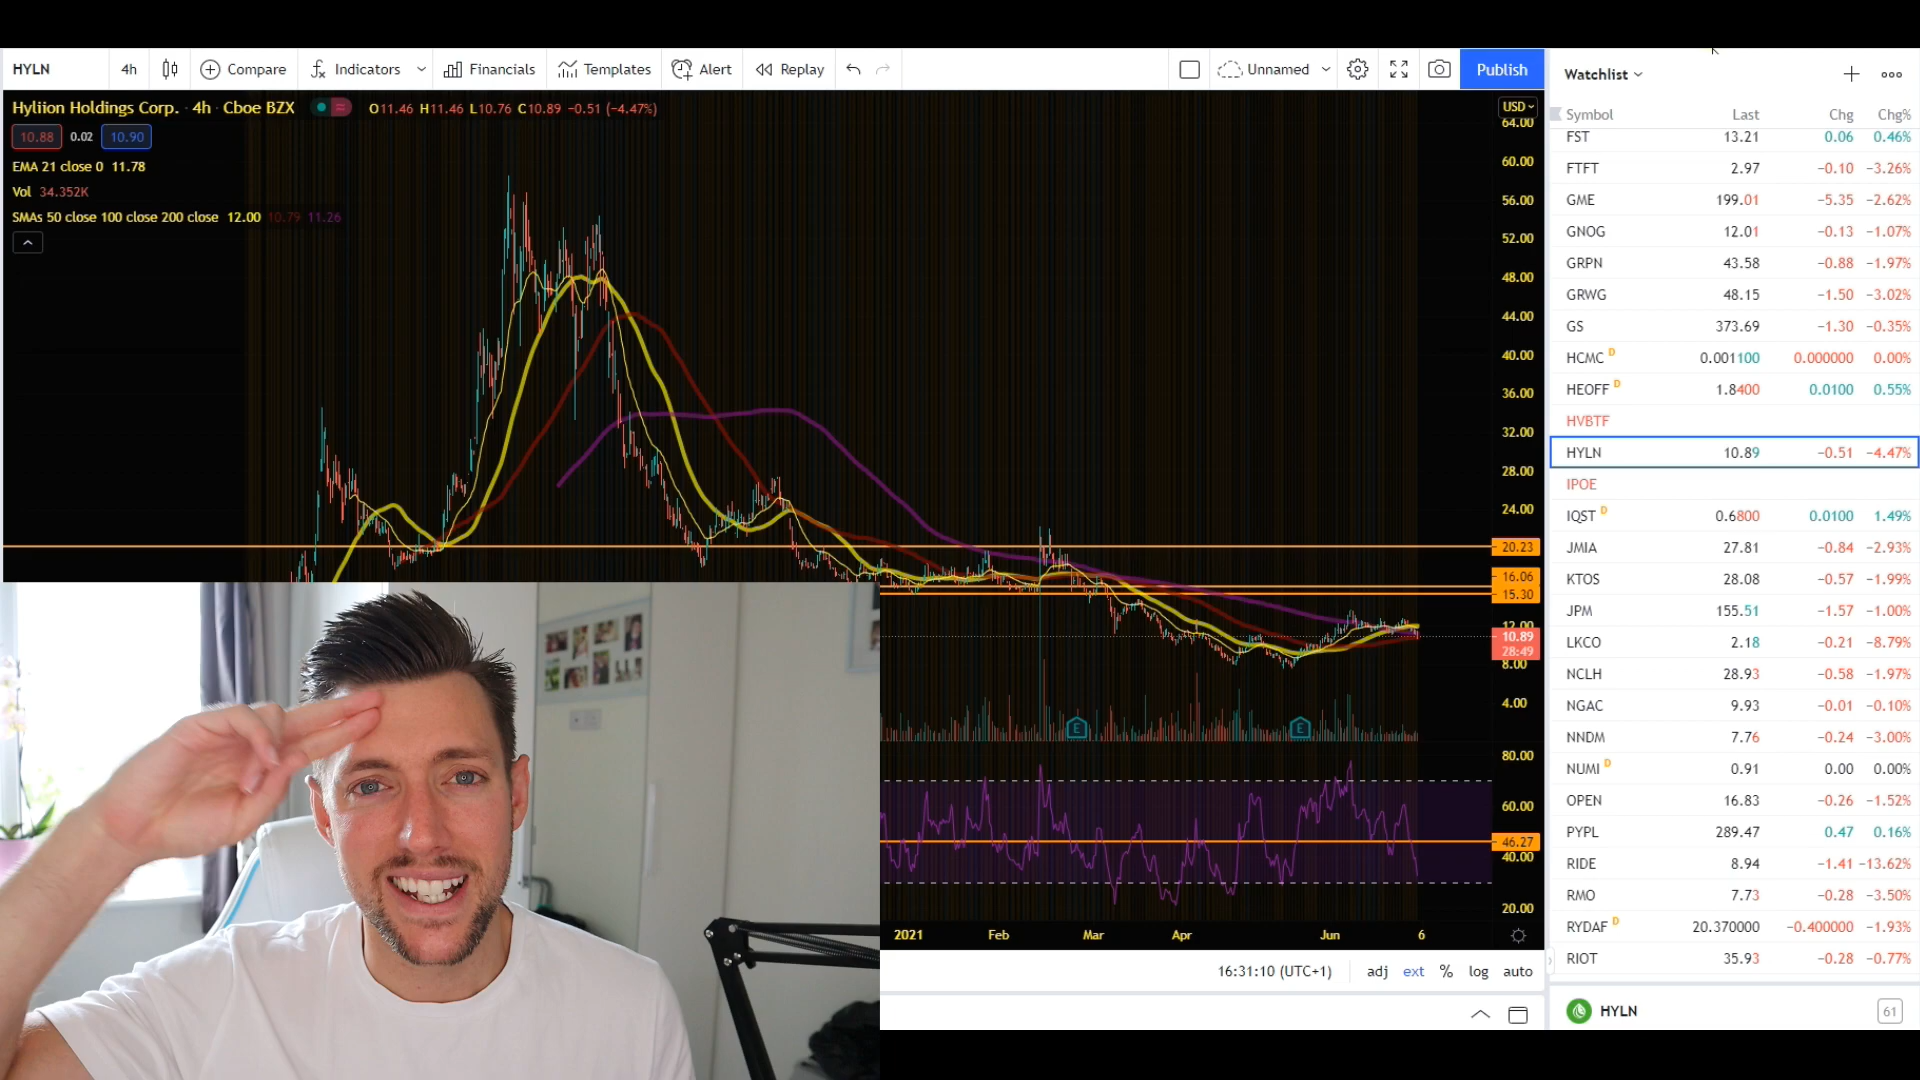 HYLN 4h Compare Indicators Financials Templates Alert Replay Unnamed Publish
Hyliion Holdings Corp. · 4h · Cboe BZX O11.46 H11.46 L10.76 C10.89 −0.51 (−4.47%)
10.88 0.02 10.90
EMA 21 close 0 11.78
Vol 34.352K
SMAs 50 close 100 close 200 close 12.00 10.79 11.26
USD
64.00
60.00
56.00
52.00
48.00
44.00
40.00
36.00
32.00
28.00
24.00
20.23
16.06
15.30
12.00
10.89
28:49
8.00
4.00
E E
80.00
60.00
46.27
40.00
20.00
2021 Feb Mar Apr Jun 6
16:31:10 (UTC+1) adj ext % log auto
Watchlist
Symbol Last Chg Chg%
FST 13.21 0.06 0.46%
FTFT 2.97 −0.10 −3.26%
GME 199.01 −5.35 −2.62%
GNOG 12.01 −0.13 −1.07%
GRPN 43.58 −0.88 −1.97%
GRWG 48.15 −1.50 −3.02%
GS 373.69 −1.30 −0.35%
HCMC D 0.001100 0.000000 0.00%
HEOFF D 1.8400 0.0100 0.55%
HVBTF
HYLN 10.89 −0.51 −4.47%
IPOE
IQST D 0.6800 0.0100 1.49%
JMIA 27.81 −0.84 −2.93%
KTOS 28.08 −0.57 −1.99%
JPM 155.51 −1.57 −1.00%
LKCO 2.18 −0.21 −8.79%
NCLH 28.93 −0.58 −1.97%
NGAC 9.93 −0.01 −0.10%
NNDM 7.76 −0.24 −3.00%
NUMI D 0.91 0.00 0.00%
OPEN 16.83 −0.26 −1.52%
PYPL 289.47 0.47 0.16%
RIDE 8.94 −1.41 −13.62%
RMO 7.73 −0.28 −3.50%
RYDAF D 20.370000 −0.400000 −1.93%
RIOT 35.93 −0.28 −0.77%
HYLN 61